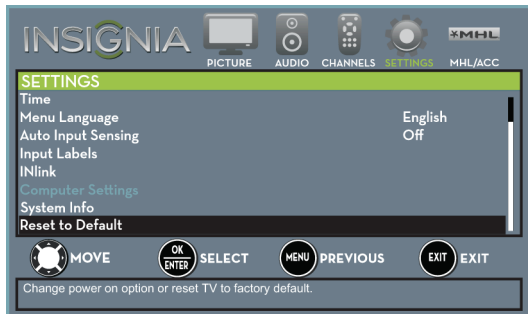 INSIGNIA
PICTURE AUDIO CHANNELS SETTINGS MHL/ACC
MHL
SETTINGS
Time
Menu Language English
Auto Input Sensing Off
Input Labels
INlink
Computer Settings
System Info
Reset to Default
MOVE OK ENTER SELECT MENU PREVIOUS EXIT EXIT
Change power on option or reset TV to factory default.